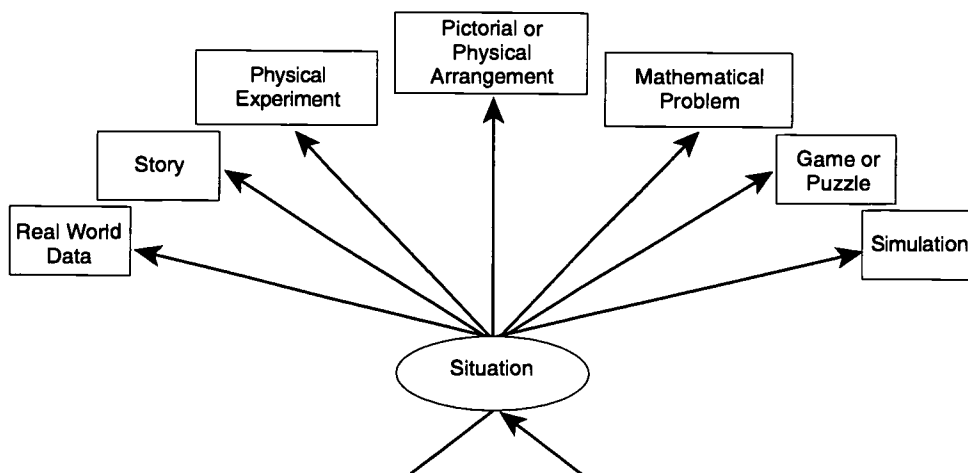 Pictorial or
Physical
Arrangement
Physical
Experiment
Mathematical
Problem
Story
Game or
Puzzle
Real World
Data
Simulation
Situation